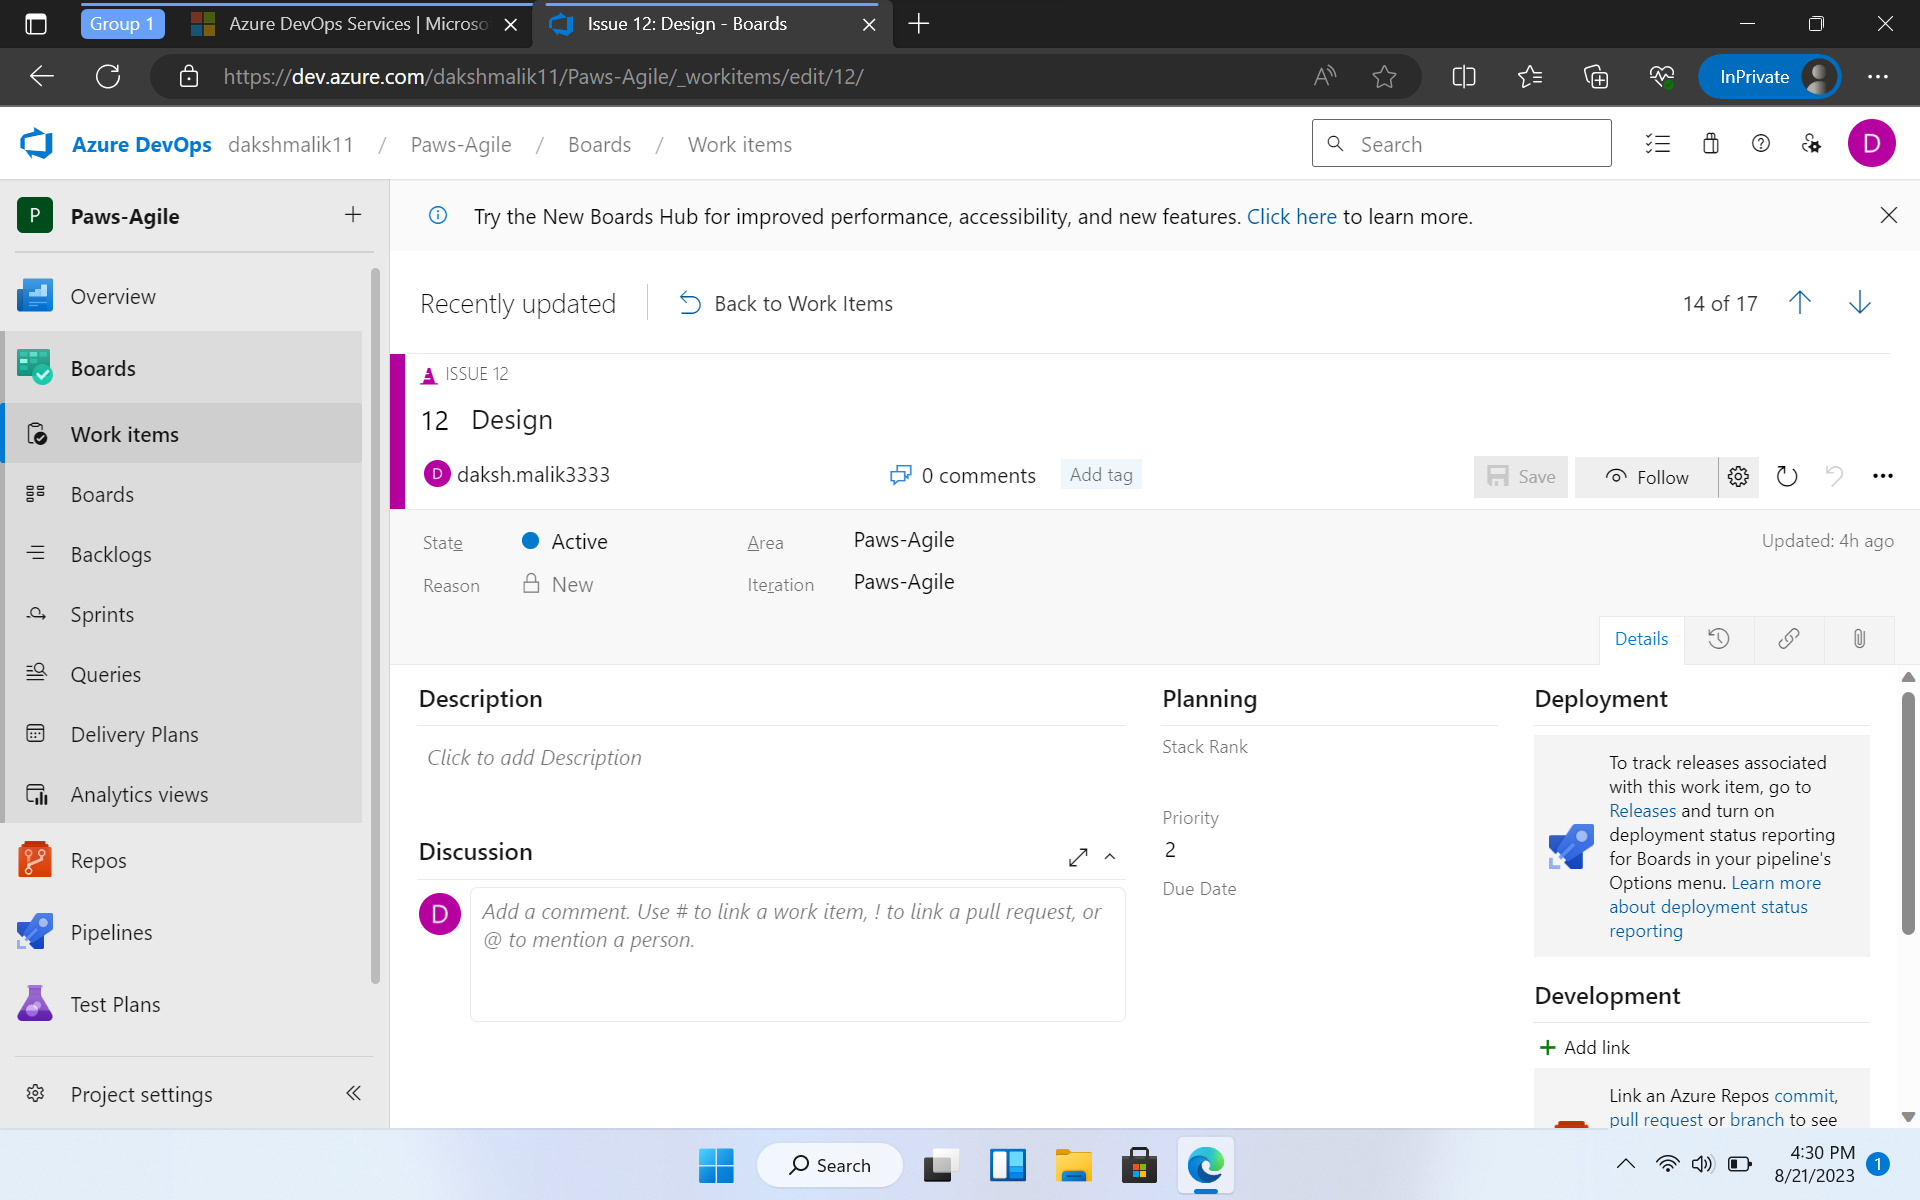 Group 1
Azure DevOps Services | Microso
Issue 12: Design - Boards
https://dev.azure.com/dakshmalik11/Paws-Agile/_workitems/edit/12/
InPrivate
Azure DevOps dakshmalik11 / Paws-Agile / Boards / Work items
Search
D
P Paws-Agile
Try the New Boards Hub for improved performance, accessibility, and new features. Click here to learn more.
Overview
Boards
Work items
Boards
Backlogs
Sprints
Queries
Delivery Plans
Analytics views
Repos
Pipelines
Test Plans
Project settings
Recently updated
Back to Work Items
14 of 17
ISSUE 12
12 Design
D daksh.malik3333
0 comments
Add tag
Save
Follow
State Active
Area Paws-Agile
Updated: 4h ago
Reason New
Iteration Paws-Agile
Details
Description
Click to add Description
Discussion
D
Add a comment. Use # to link a work item, ! to link a pull request, or
@ to mention a person.
Planning
Stack Rank
Priority
2
Due Date
Deployment
To track releases associated
with this work item, go to
Releases and turn on
deployment status reporting
for Boards in your pipeline's
Options menu. Learn more
about deployment status
reporting
Development
Add link
Link an Azure Repos commit,
pull request or branch to see
Search
4:30 PM
8/21/2023
1